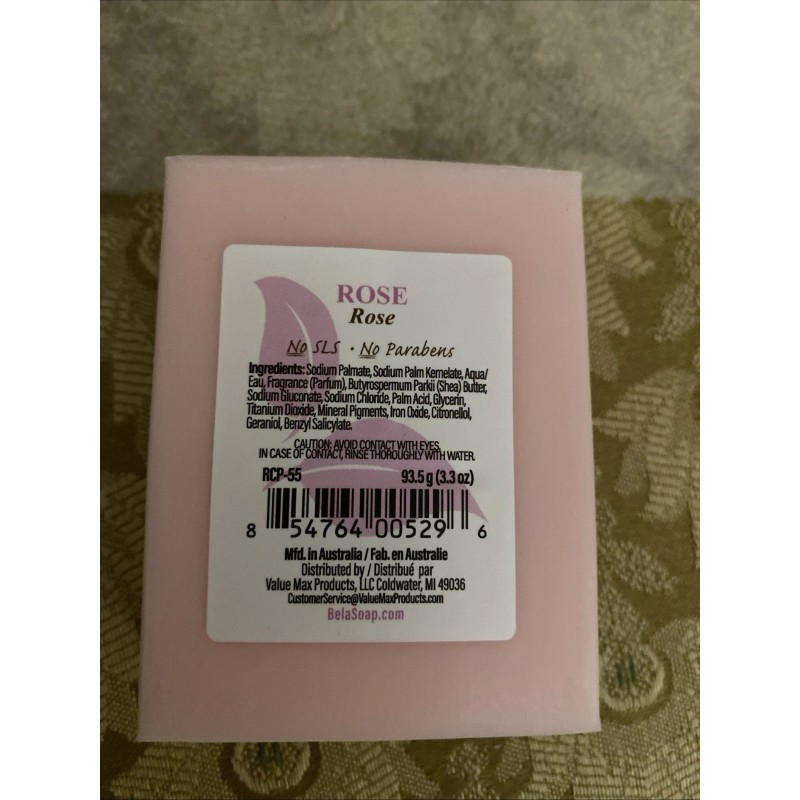 ROSE
Rose
No SLS • No Parabens
Ingredients: Sodium Palmate, Sodium Palm Kernelate, Aqua/
Eau, Fragrance (Parfum), Butyrospermum Parkii (Shea) Butter,
Sodium Gluconate, Sodium Chloride, Palm Acid, Glycerin,
Titanium Dioxide, Mineral Pigments, Iron Oxide, Citronellol,
Geraniol, Benzyl Salicylate.
CAUTION: AVOID CONTACT WITH EYES.
IN CASE OF CONTACT, RINSE THOROUGHLY WITH WATER.
RCP-55 93.5 g (3.3 oz)
8 54764 00529 6
Mfd. in Australia / Fab. en Australie
Distributed by / Distribué par
Value Max Products, LLC Coldwater, MI 49036
CustomerService@ValueMaxProducts.com
BelaSoap.com